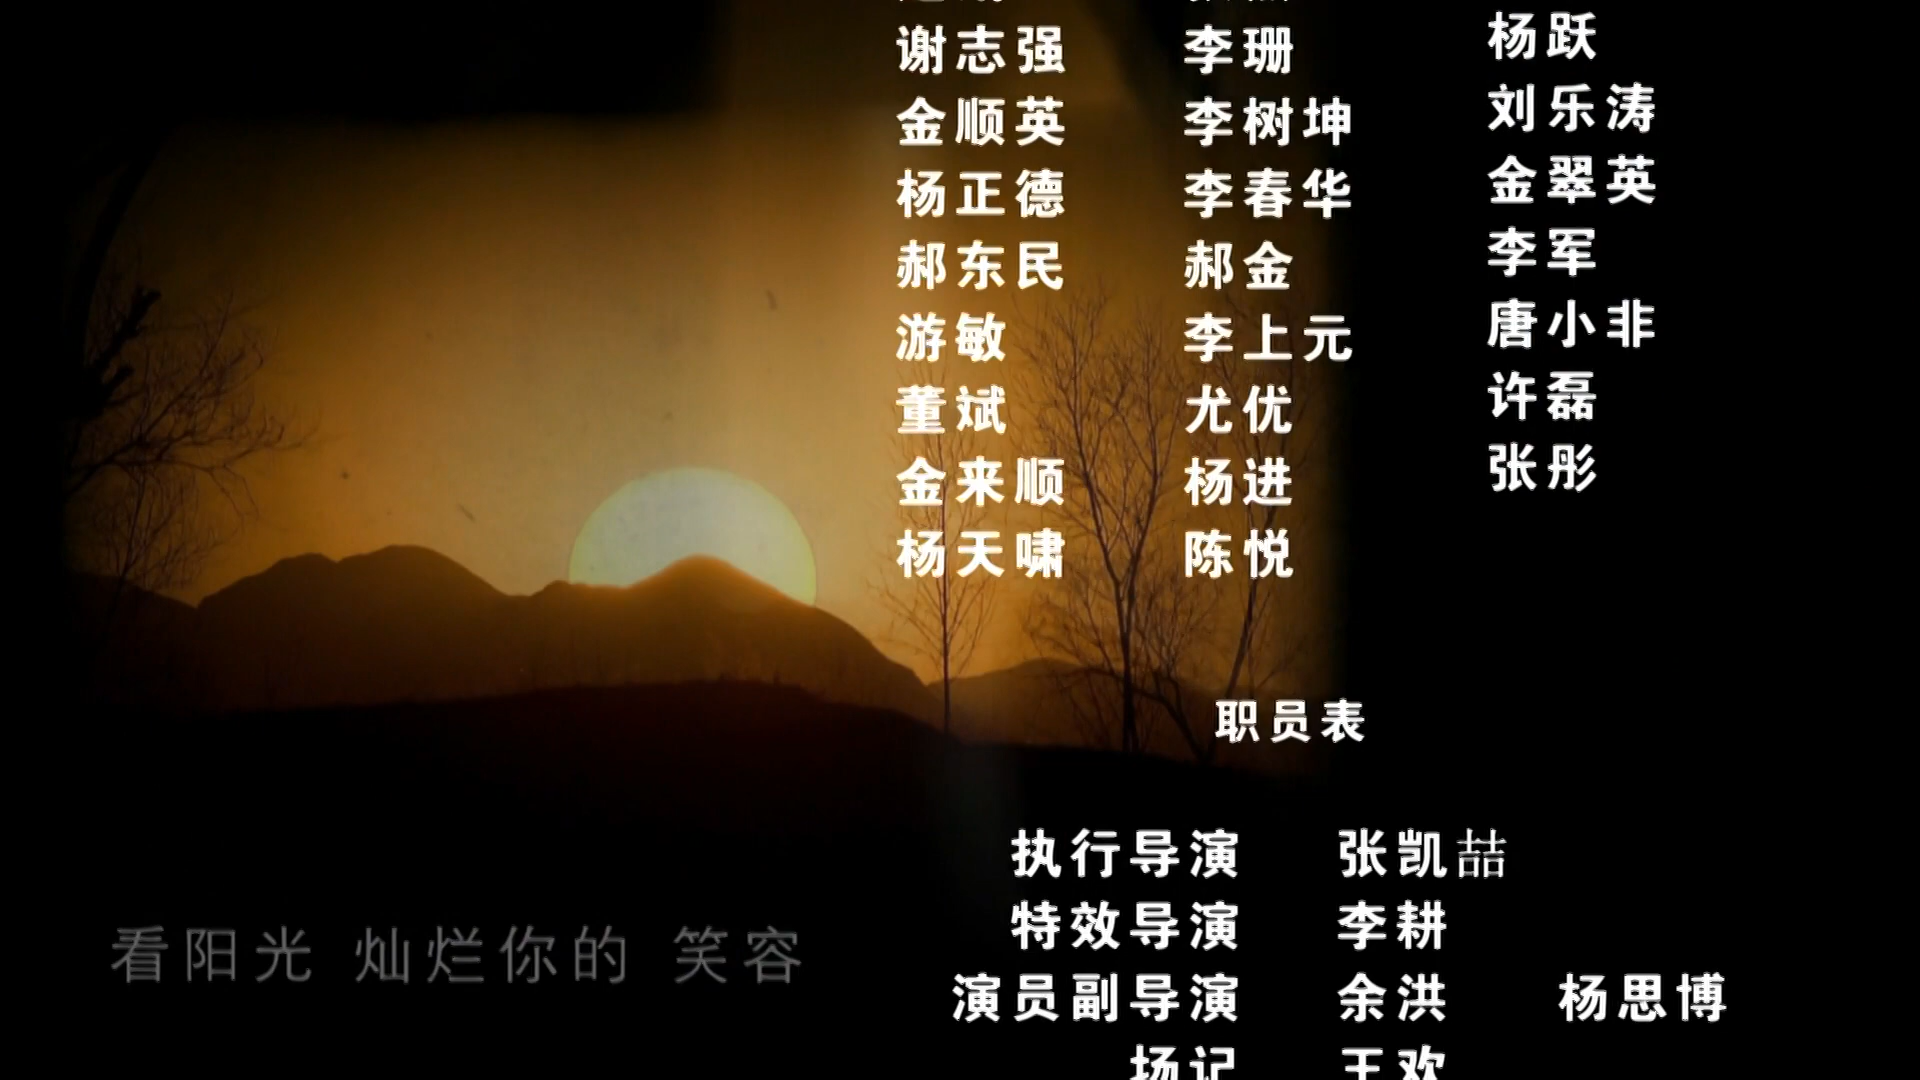 谢志强 李珊 杨跃
金顺英 李树坤 刘乐涛
杨正德 李春华 金翠英
郝东民 郝金 李军
游敏 李上元 唐小非
董斌 尤优 许磊
金来顺 杨进 张彤
杨天啸 陈悦
职员表
执行导演 张凯喆
特效导演 李耕
演员副导演 余洪 杨思博
场记 王欢
看阳光 灿烂你的 笑容